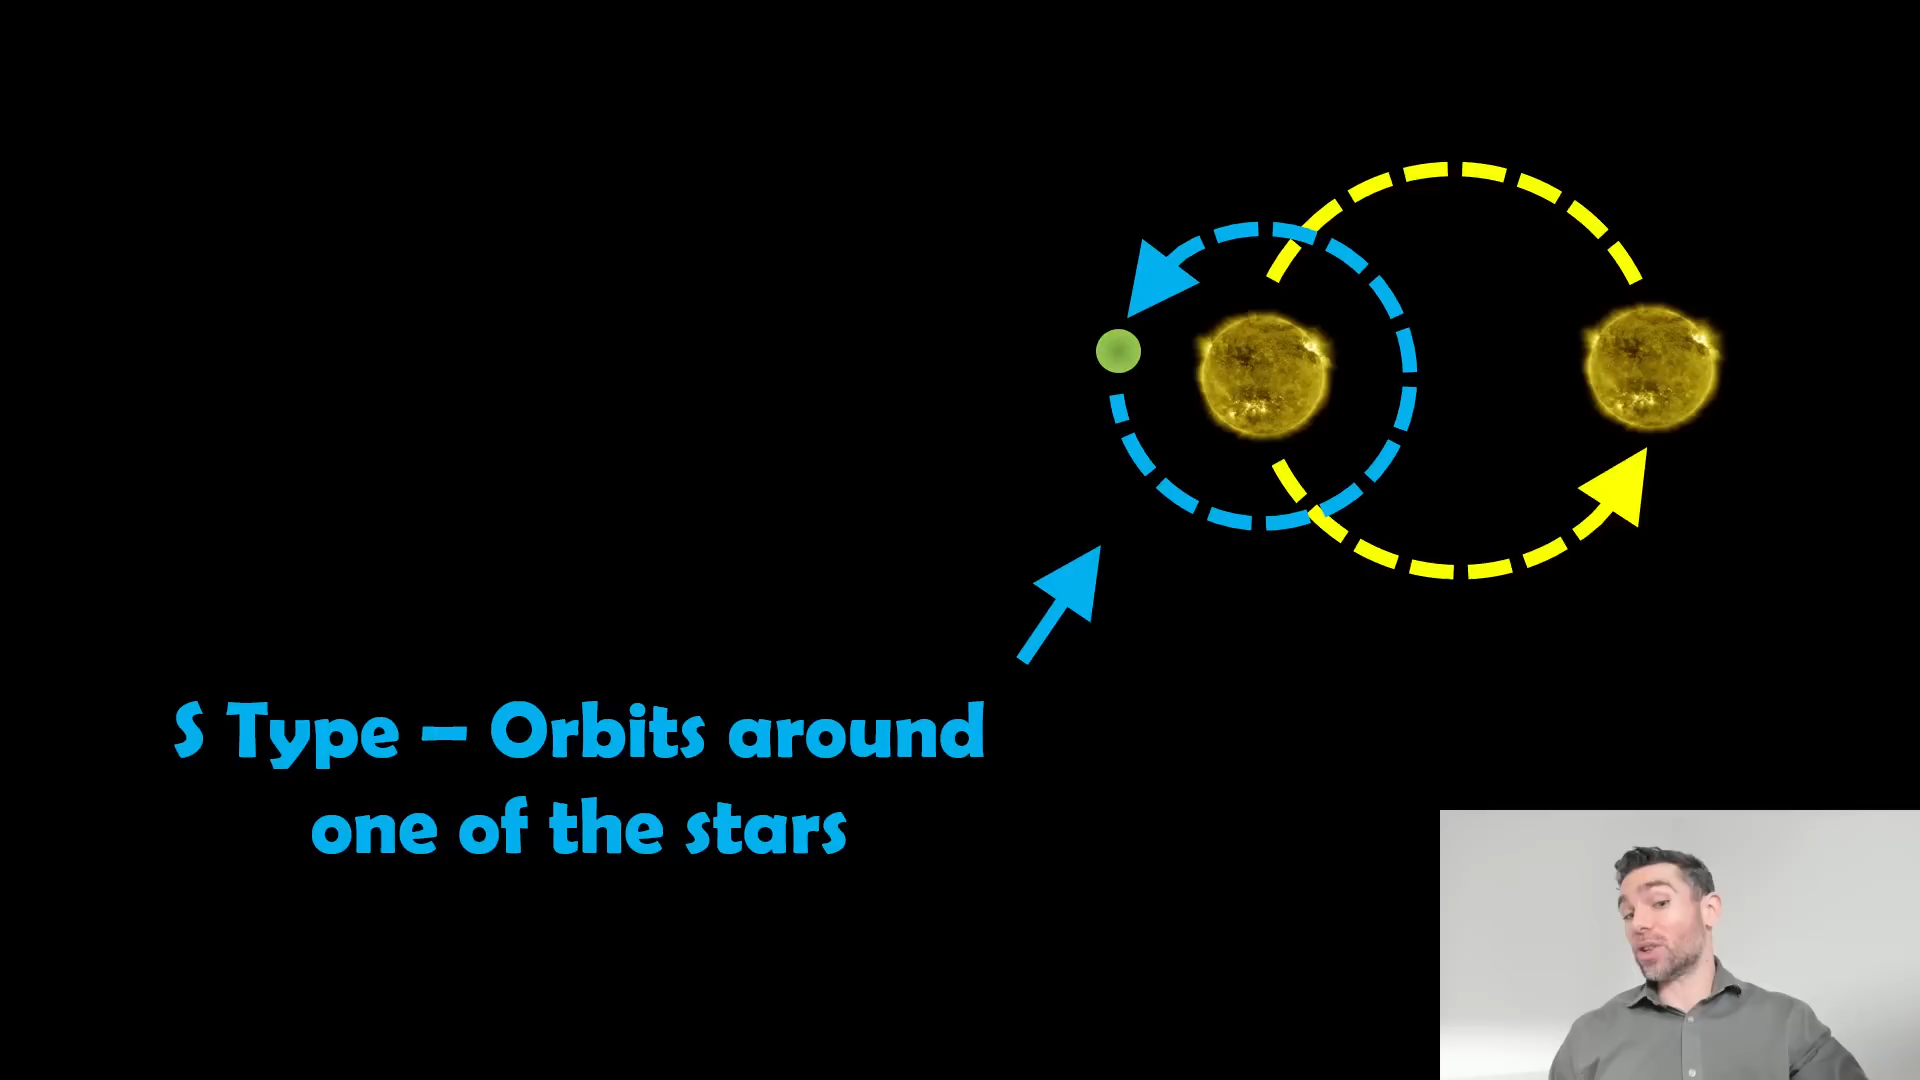 S Type – Orbits around
one of the stars